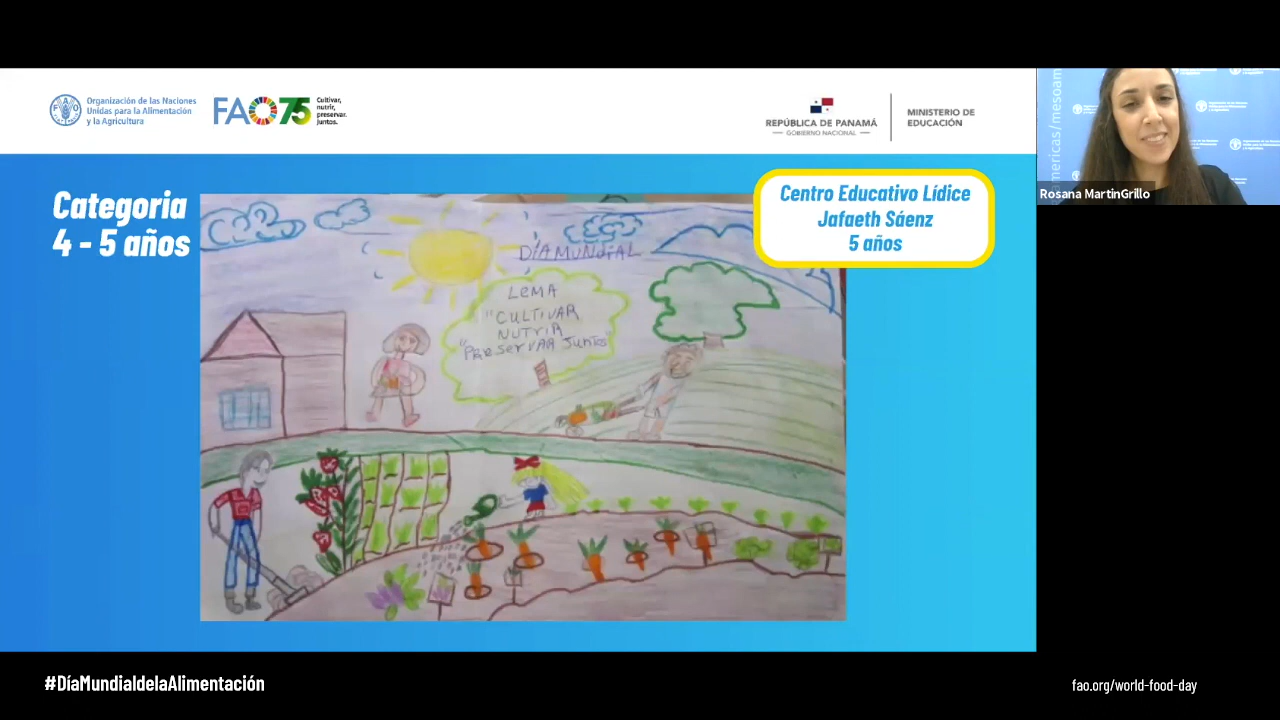 Organización de las Naciones
Unidas para la Alimentación
y la Agricultura
FAO75
Cultivar,
nutrir,
preservar.
Juntos.
REPÚBLICA DE PANAMÁ
— GOBIERNO NACIONAL —
MINISTERIO DE
EDUCACIÓN
Categoria
4 - 5 años
Centro Educativo Lídice
Jafaeth Sáenz
5 años
DÍA MUNDIAL
LEMA
"CULTIVAR
NUTRIR
"PRESERVAR JUNTOS"
Rosana MartinGrillo
#DíaMundialdelaAlimentación
fao.org/world-food-day